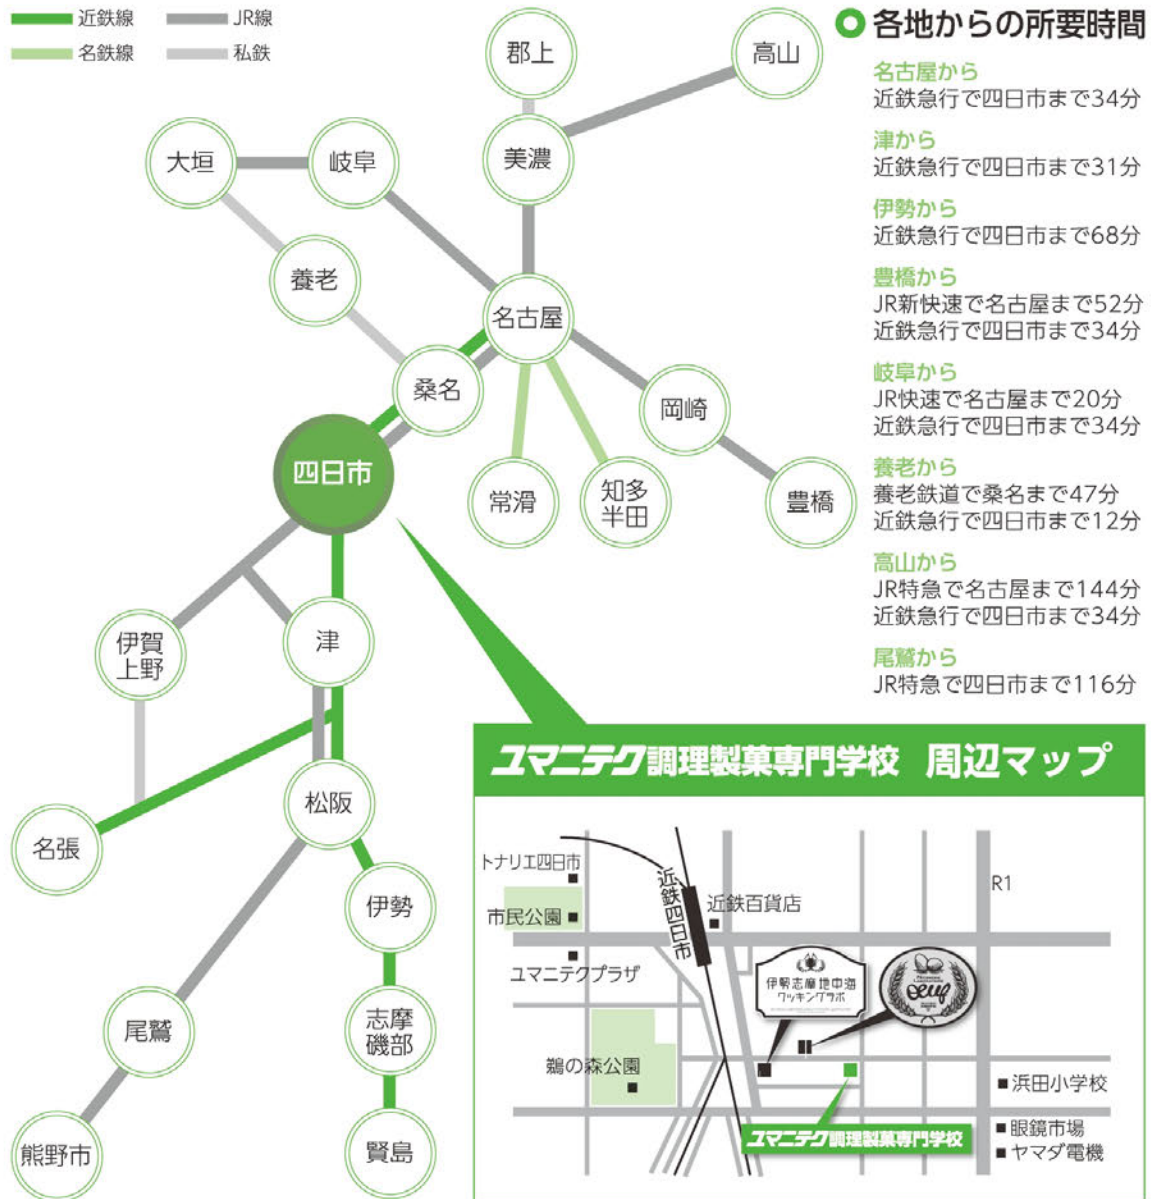 近鉄線
JR線
名鉄線
私鉄
郡上
高山
大垣
岐阜
美濃
養老
名古屋
桑名
岡崎
四日市
常滑
知多
半田
豊橋
伊賀
上野
津
松阪
名張
伊勢
尾鷲
志摩
磯部
熊野市
賢島
各地からの所要時間
名古屋から
近鉄急行で四日市まで34分
津から
近鉄急行で四日市まで31分
伊勢から
近鉄急行で四日市まで68分
豊橋から
JR新快速で名古屋まで52分
近鉄急行で四日市まで34分
岐阜から
JR快速で名古屋まで20分
近鉄急行で四日市まで34分
養老から
養老鉄道で桑名まで47分
近鉄急行で四日市まで12分
高山から
JR特急で名古屋まで144分
近鉄急行で四日市まで34分
尾鷲から
JR特急で四日市まで116分
ユマニテク調理製菓専門学校 周辺マップ
トナリエ四日市
近鉄四日市
近鉄百貨店
R1
市民公園
ユマニテクプラザ
伊勢志摩地中海
クッキングラボ
oeuf
鵜の森公園
浜田小学校
ユマニテク調理製菓専門学校
眼鏡市場
ヤマダ電機